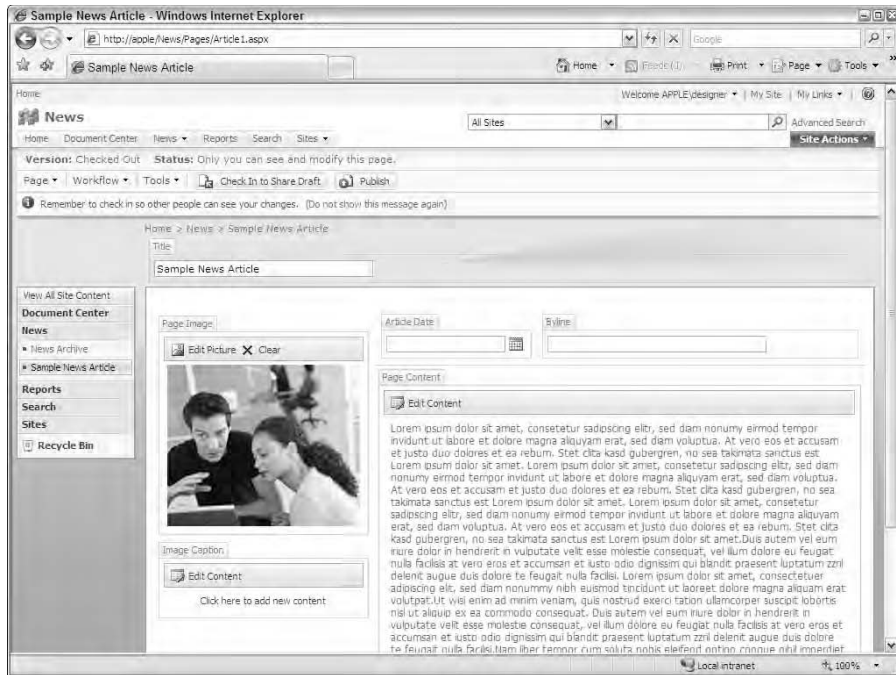 Sample News Article - Windows Internet Explorer
http://apple/News/Pages/Article1.aspx
Google
Sample News Article
Home Feeds (J) Print Page Tools
Home
Welcome APPLE\designer | My Site | My Links
News
All Sites
Advanced Search
Home Document Center News Reports Search Sites
Site Actions
Version: Checked Out Status: Only you can see and modify this page.
Page Workflow Tools Check In to Share Draft Publish
Remember to check in so other people can see your changes. (Do not show this message again)
Home > News > Sample News Article
Title
Sample News Article
View All Site Content
Document Center
News
News Archive
Sample News Article
Reports
Search
Sites
Recycle Bin
Page Image
Edit Picture X Clear
Image Caption
Edit Content
Click here to add new content
Article Date
Byline
Page Content
Edit Content
Lorem ipsum dolor sit amet, consetetur sadipscing elitr, sed diam nonumy eirmod tempor
invidunt ut labore et dolore magna aliquyam erat, sed diam voluptua. At vero eos et accusam
et justo duo dolores et ea rebum. Stet clita kasd gubergren, no sea takimata sanctus est
Lorem ipsum dolor sit amet. Lorem ipsum dolor sit amet, consetetur sadipscing elitr, sed diam
nonumy eirmod tempor invidunt ut labore et dolore magna aliquyam erat, sed diam voluptua.
At vero eos et accusam et justo duo dolores et ea rebum. Stet clita kasd gubergren, no sea
takimata sanctus est Lorem ipsum dolor sit amet. Lorem ipsum dolor sit amet, consetetur
sadipscing elitr, sed diam nonumy eirmod tempor invidunt ut labore et dolore magna aliquyam
erat, sed diam voluptua. At vero eos et accusam et justo duo dolores et ea rebum. Stet clita
kasd gubergren, no sea takimata sanctus est Lorem ipsum dolor sit amet.Duis autem vel eum
iriure dolor in hendrerit in vulputate velit esse molestie consequat, vel illum dolore eu feugiat
nulla facilisis at vero eros et accumsan et iusto odio dignissim qui blandit praesent luptatum zzril
delenit augue duis dolore te feugait nulla facilisi. Lorem ipsum dolor sit amet, consectetuer
adipiscing elit, sed diam nonummy nibh euismod tincidunt ut laoreet dolore magna aliquam erat
volutpat.Ut wisi enim ad minim veniam, quis nostrud exerci tation ullamcorper suscipit lobortis
nisl ut aliquip ex ea commodo consequat. Duis autem vel eum iriure dolor in hendrerit in
vulputate velit esse molestie consequat, vel illum dolore eu feugiat nulla facilisis at vero eros et
accumsan et iusto odio dignissim qui blandit praesent luptatum zzril delenit augue duis dolore
te feugait nulla facilisi.Nam liber tempor cum soluta nobis eleifend option congue nihil imperdiet
Local intranet
100%